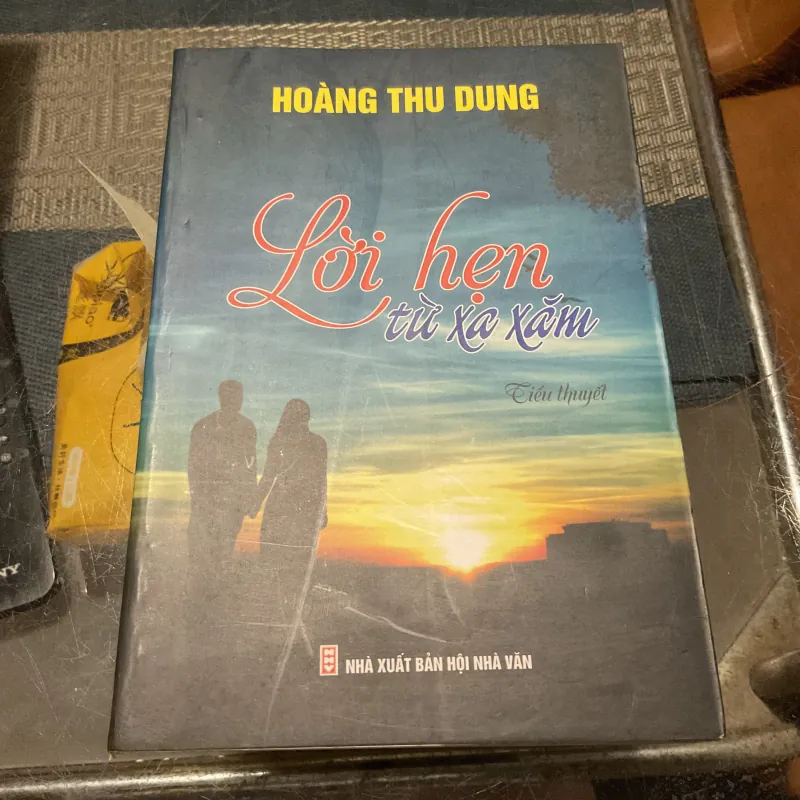 HOÀNG THU DUNG
Lời hẹn
từ xa xăm
Tiểu thuyết
NHÀ XUẤT BẢN HỘI NHÀ VĂN